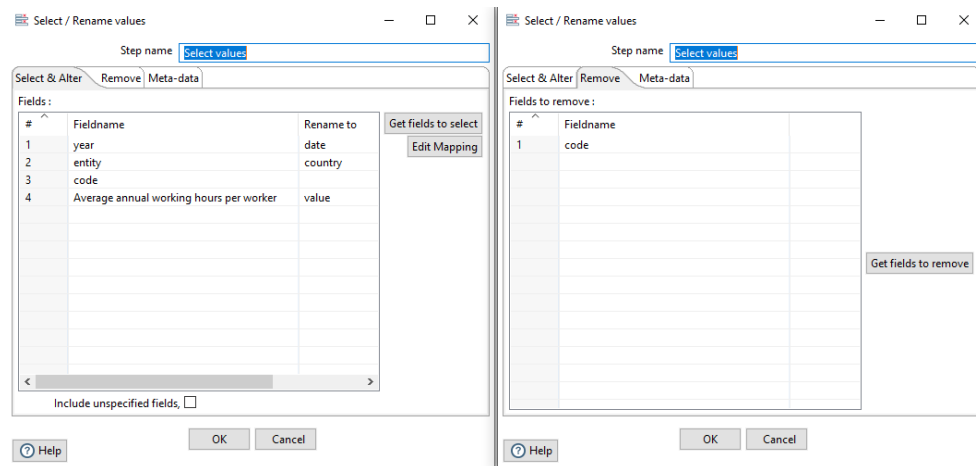 Select / Rename values
Step name Select values
Select & Alter Remove Meta-data
Fields :
# Fieldname Rename to
1 year date
2 entity country
3 code
4 Average annual working hours per worker value
Get fields to select
Edit Mapping
Include unspecified fields,
OK Cancel
Help
Select / Rename values
Step name Select values
Select & Alter Remove Meta-data
Fields to remove :
# Fieldname
1 code
Get fields to remove
OK Cancel
Help